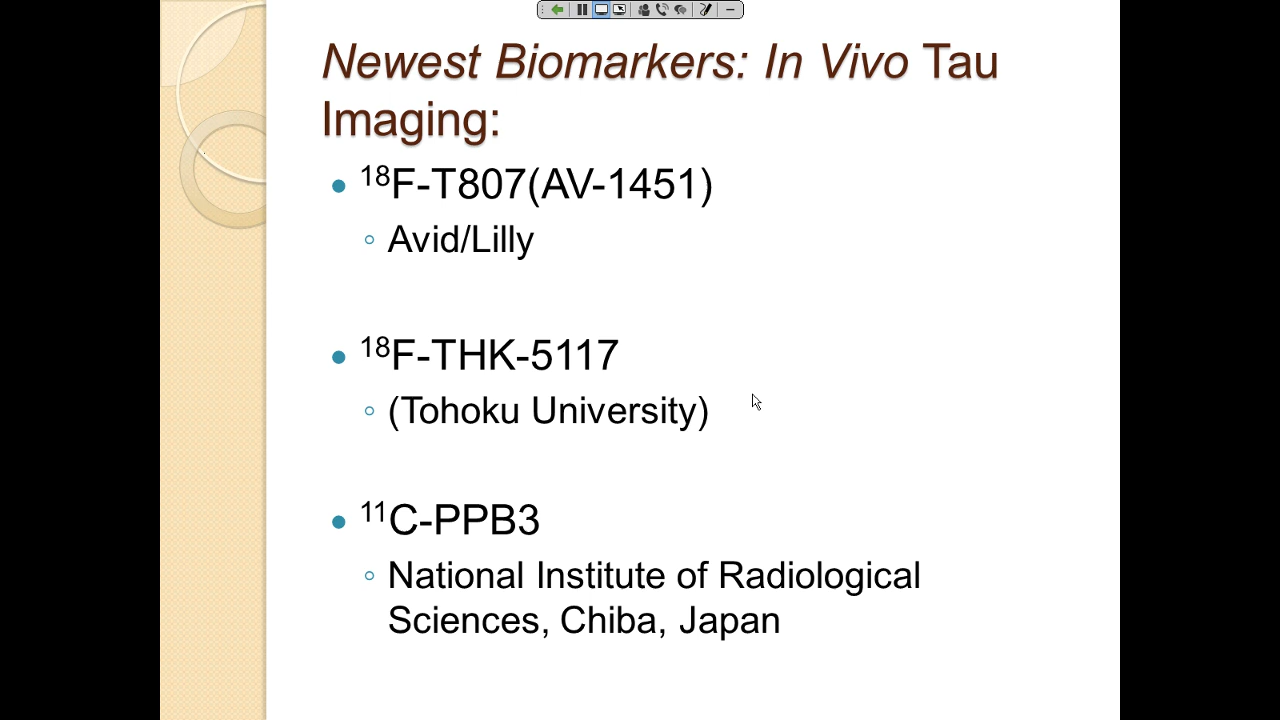 Newest Biomarkers: In Vivo Tau
Imaging:
18F-T807(AV-1451)
Avid/Lilly
18F-THK-5117
(Tohoku University)
11C-PPB3
National Institute of Radiological
Sciences, Chiba, Japan